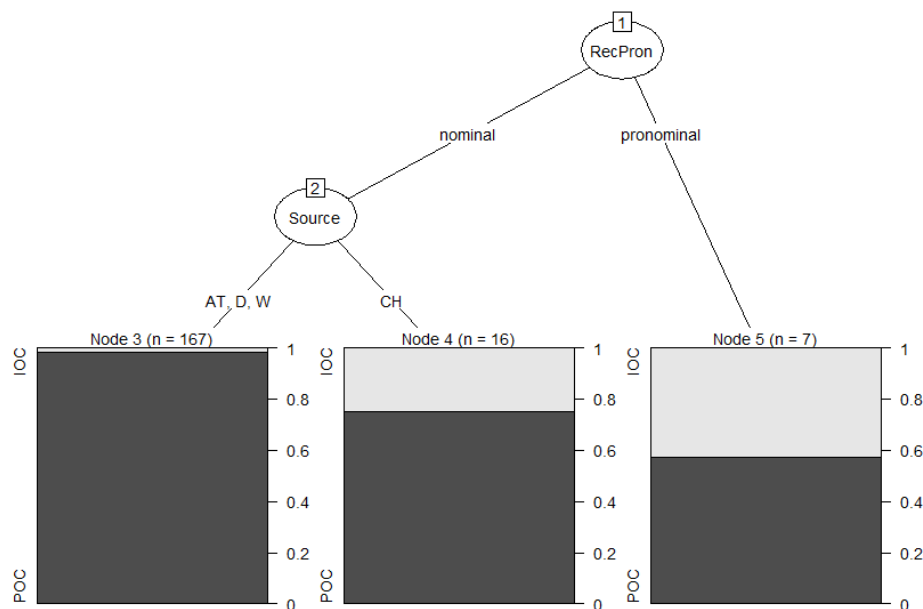 1
RecPron
nominal
pronominal
2
Source
AT, D, W
CH
Node 3 (n = 167)
Node 4 (n = 16)
Node 5 (n = 7)
IOC
POC
1
0.8
0.6
0.4
0.2
0
IOC
POC
1
0.8
0.6
0.4
0.2
0
IOC
POC
1
0.8
0.6
0.4
0.2
0